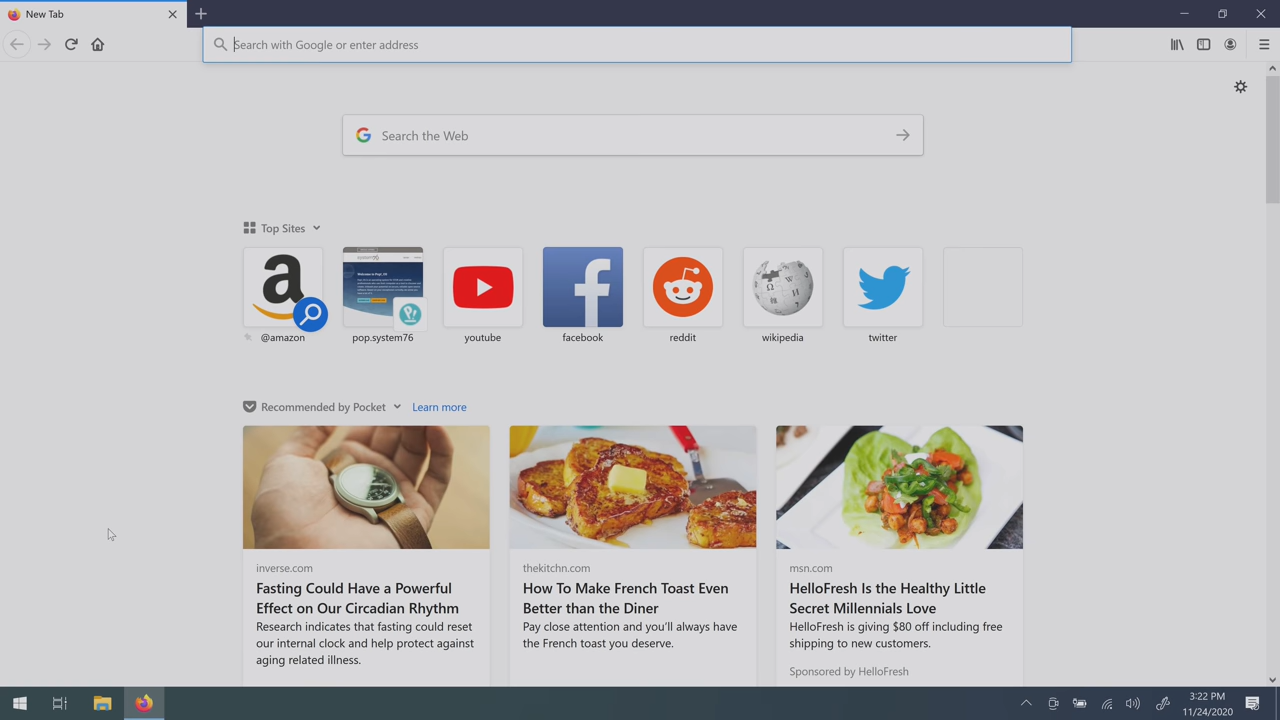 New Tab
Search with Google or enter address
Search the Web
Top Sites
@amazon
pop.system76
youtube
facebook
reddit
wikipedia
twitter
Recommended by Pocket
Learn more
inverse.com
Fasting Could Have a Powerful
Effect on Our Circadian Rhythm
Research indicates that fasting could reset
our internal clock and help protect against
aging related illness.
thekitchn.com
How To Make French Toast Even
Better than the Diner
Pay close attention and you’ll always have
the French toast you deserve.
msn.com
HelloFresh Is the Healthy Little
Secret Millennials Love
HelloFresh is giving $80 off including free
shipping to new customers.
Sponsored by HelloFresh
3:22 PM
11/24/2020